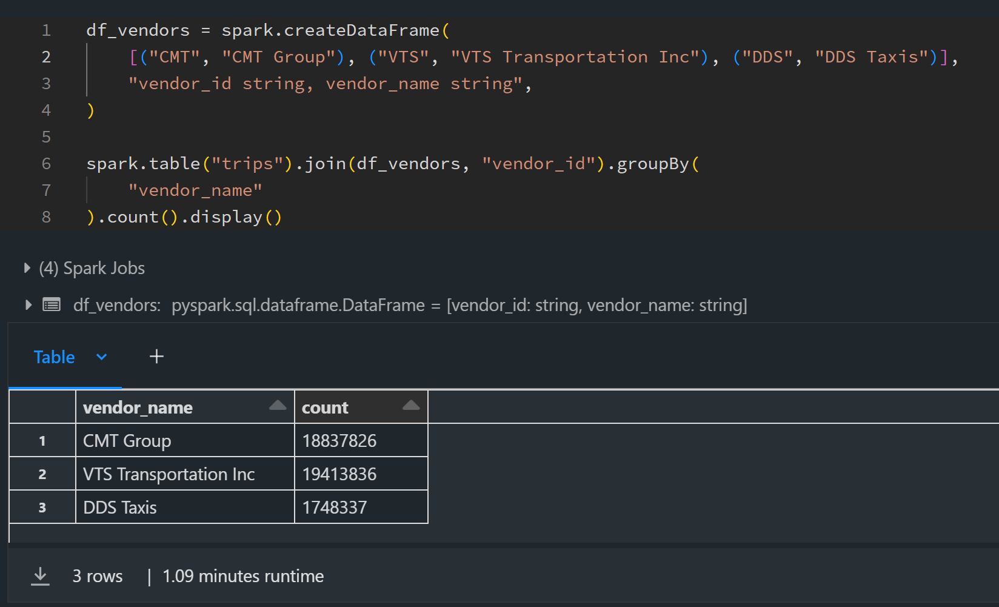 1 df_vendors = spark.createDataFrame(
2 [("CMT", "CMT Group"), ("VTS", "VTS Transportation Inc"), ("DDS", "DDS Taxis")],
3 "vendor_id string, vendor_name string",
4 )
5
6 spark.table("trips").join(df_vendors, "vendor_id").groupBy(
7 "vendor_name"
8 ).count().display()
(4) Spark Jobs
df_vendors: pyspark.sql.dataframe.DataFrame = [vendor_id: string, vendor_name: string]
Table +
vendor_name count
1 CMT Group 18837826
2 VTS Transportation Inc 19413836
3 DDS Taxis 1748337
3 rows | 1.09 minutes runtime